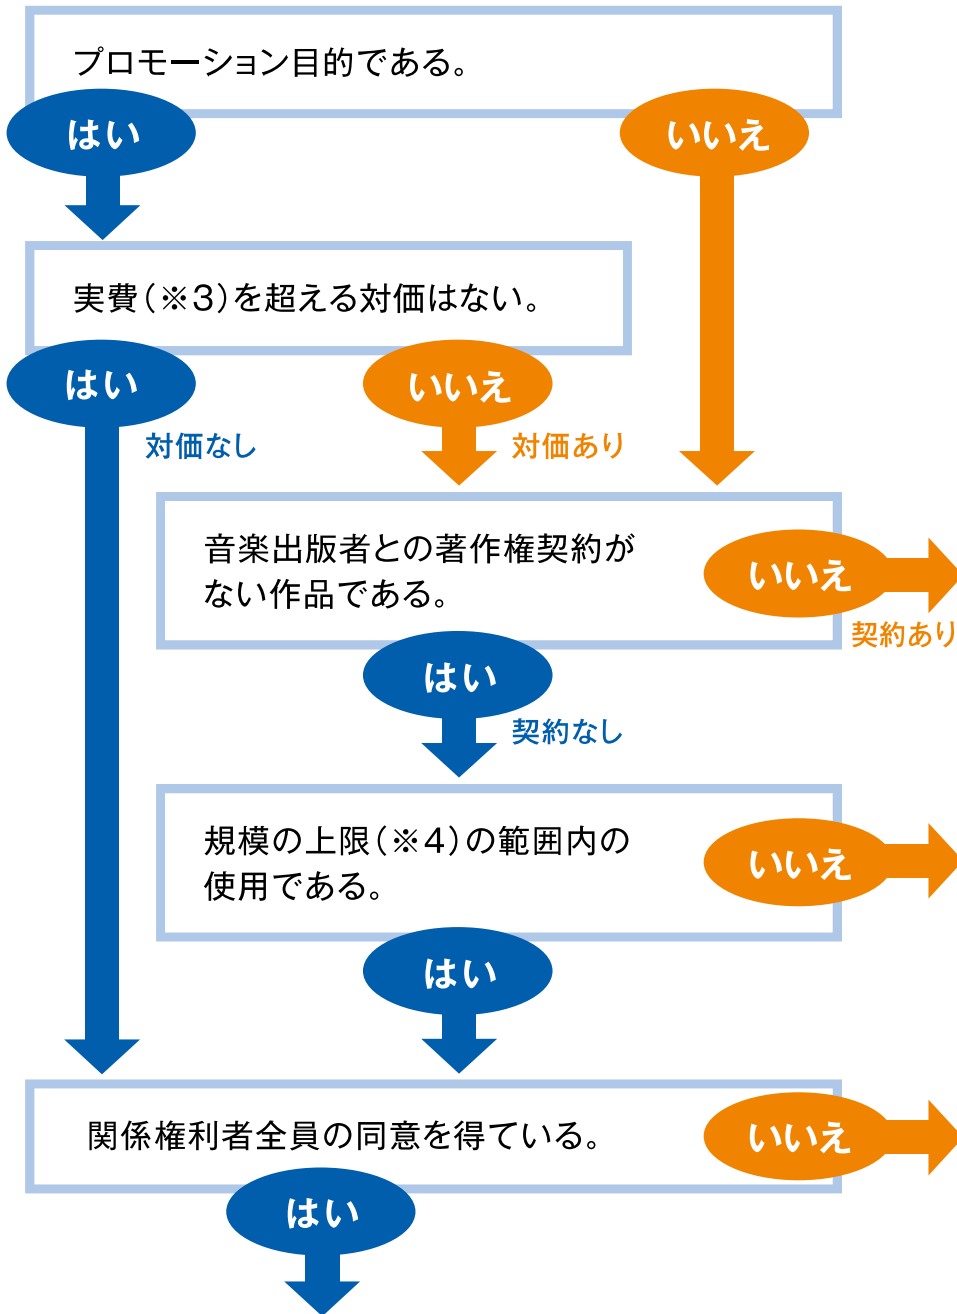 プロモーション目的である。
はい
いいえ
実費(※3)を超える対価はない。
はい
いいえ
対価なし
対価あり
音楽出版者との著作権契約が
ない作品である。
いいえ
契約あり
はい
契約なし
規模の上限(※4)の範囲内の
使用である。
いいえ
はい
関係権利者全員の同意を得ている。
いいえ
はい